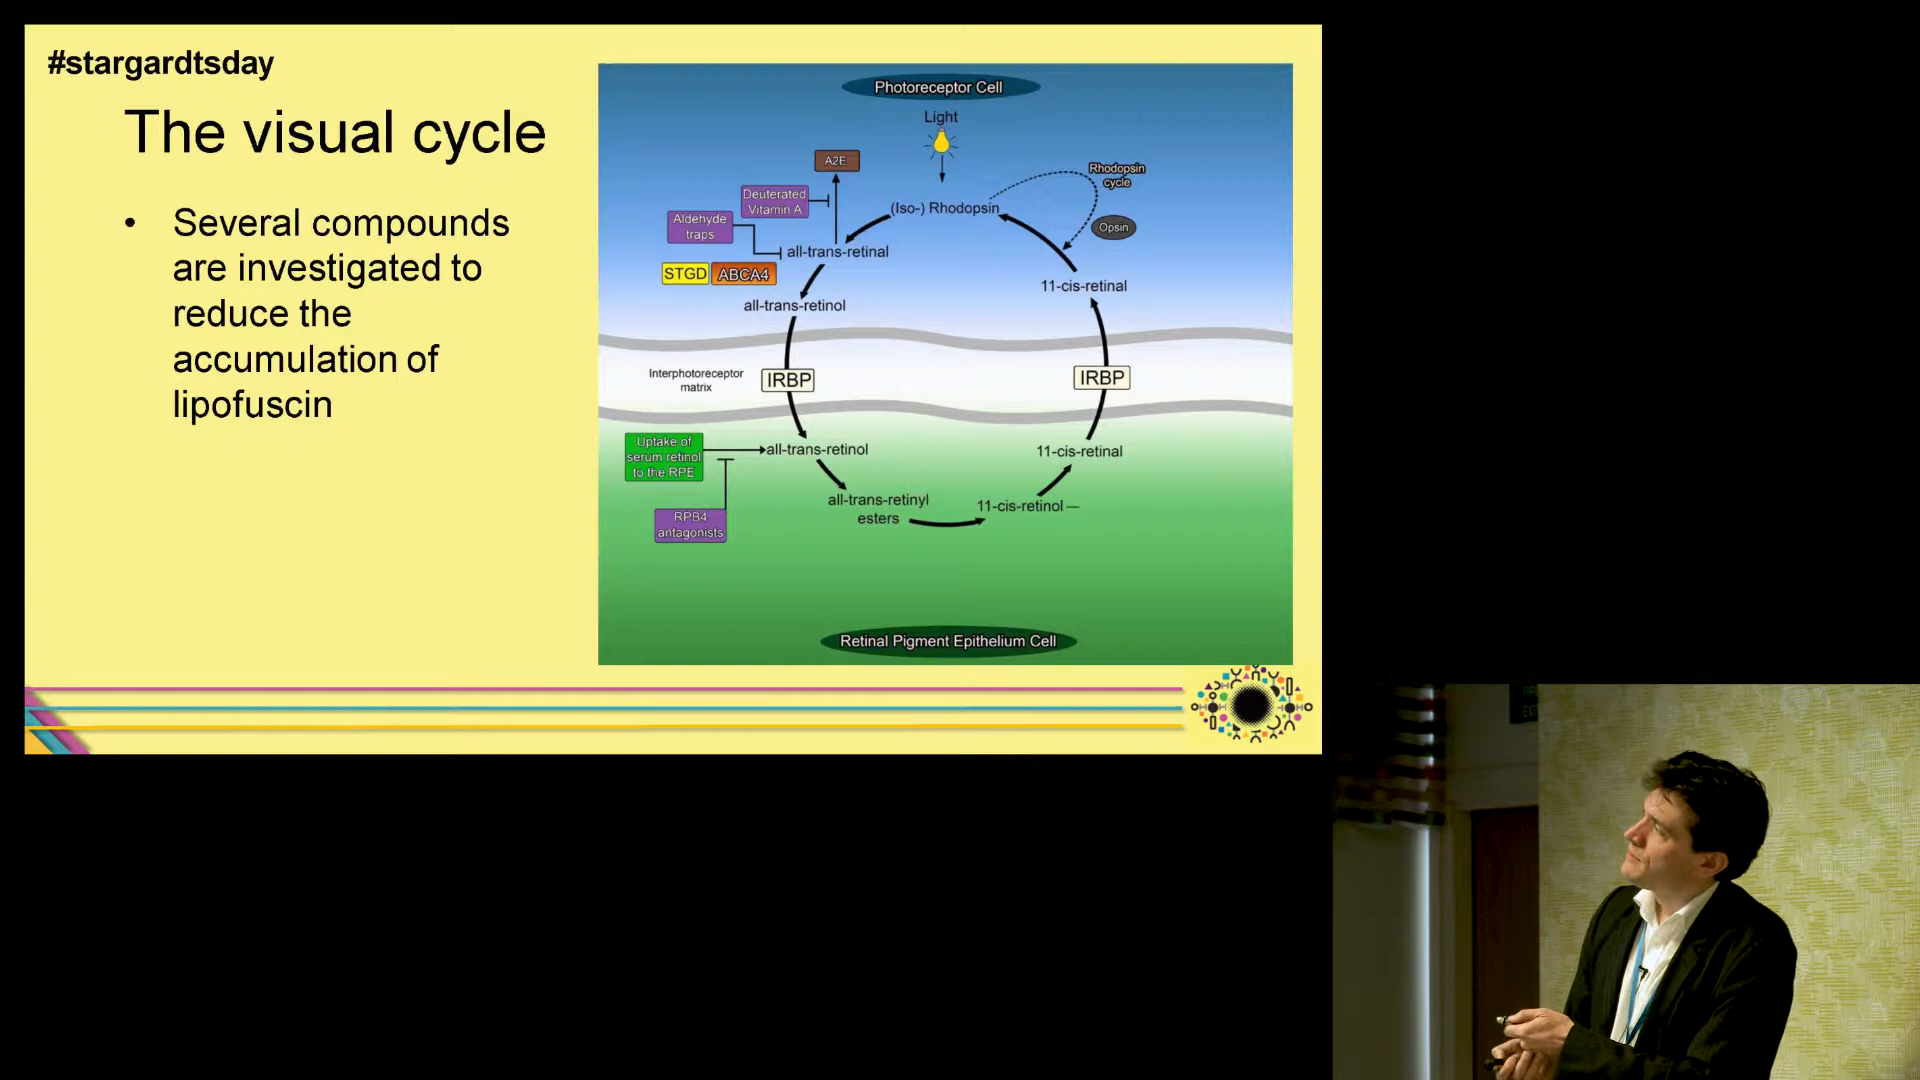 #stargardtsday
The visual cycle
• Several compounds
are investigated to
reduce the
accumulation of
lipofuscin
Photoreceptor Cell
Light
A2E
Rhodopsin
cycle
Deuterated
Vitamin A
(Iso-) Rhodopsin
Aldehyde
traps
Opsin
all-trans-retinal
STGD
ABCA4
11-cis-retinal
all-trans-retinol
Interphotoreceptor
matrix
IRBP
IRBP
Uptake of
serum retinol
to the RPE
all-trans-retinol
11-cis-retinal
all-trans-retinyl
esters
11-cis-retinol
RPB4
antagonists
Retinal Pigment Epithelium Cell